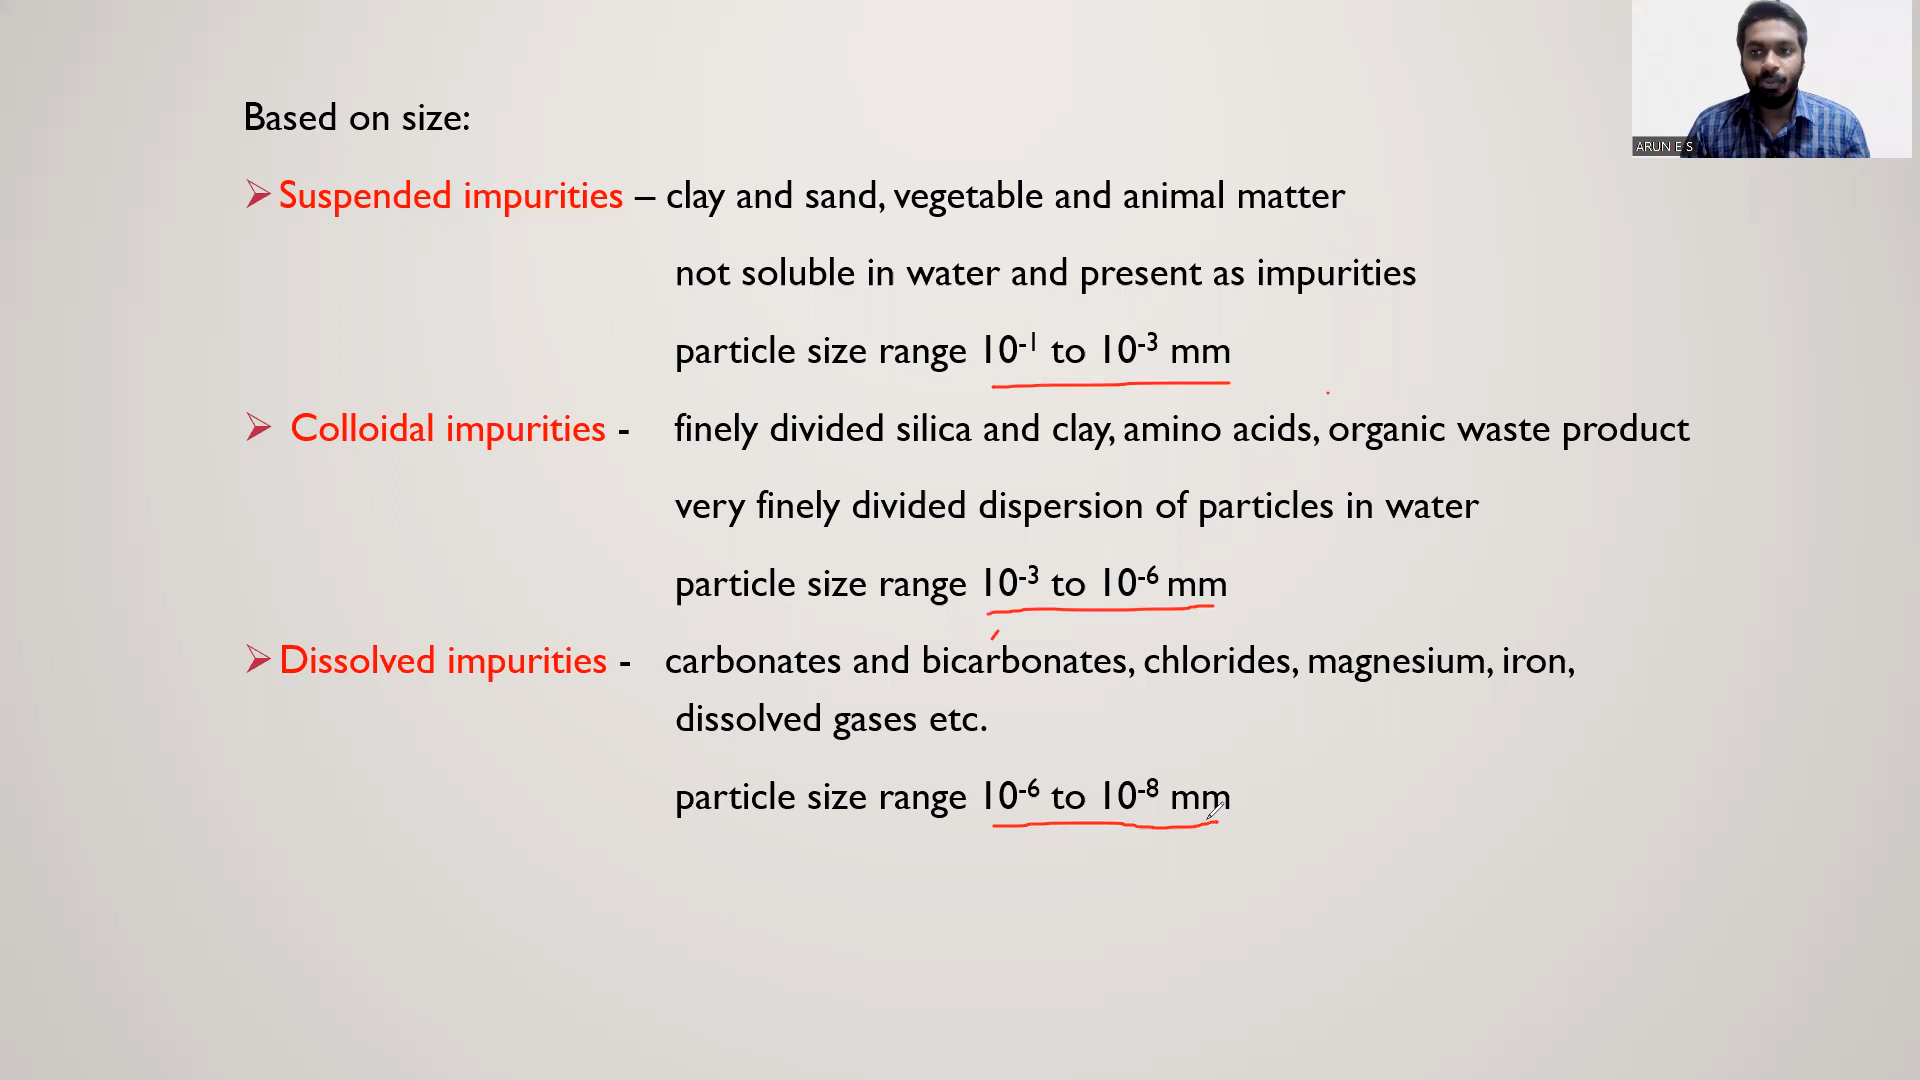 ARUN E S
Based on size:
Suspended impurities – clay and sand, vegetable and animal matter
not soluble in water and present as impurities
particle size range 10⁻¹ to 10⁻³ mm
Colloidal impurities - finely divided silica and clay, amino acids, organic waste product
very finely divided dispersion of particles in water
particle size range 10⁻³ to 10⁻⁶ mm
Dissolved impurities - carbonates and bicarbonates, chlorides, magnesium, iron,
dissolved gases etc.
particle size range 10⁻⁶ to 10⁻⁸ mm